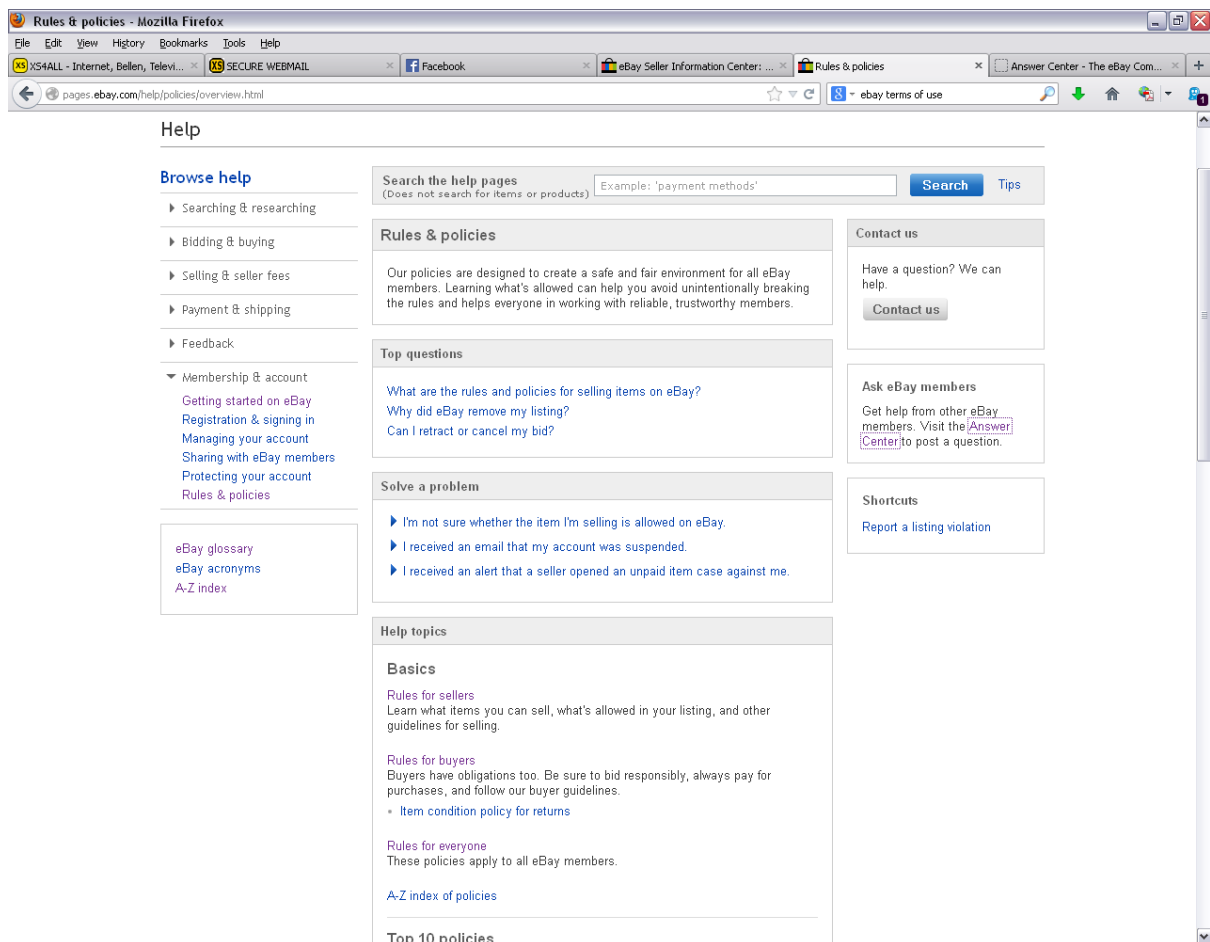 Rules & policies - Mozilla Firefox
File Edit View History Bookmarks Tools Help
XS4ALL - Internet, Bellen, Televi...
SECURE WEBMAIL
Facebook
eBay Seller Information Center: ...
Rules & policies
Answer Center - The eBay Com...
pages.ebay.com/help/policies/overview.html
ebay terms of use
Help
Browse help
Searching & researching
Bidding & buying
Selling & seller fees
Payment & shipping
Feedback
Membership & account
Getting started on eBay
Registration & signing in
Managing your account
Sharing with eBay members
Protecting your account
Rules & policies
eBay glossary
eBay acronyms
A-Z index
Search the help pages
(Does not search for items or products)
Example: 'payment methods'
Search
Tips
Rules & policies
Our policies are designed to create a safe and fair environment for all eBay
members. Learning what's allowed can help you avoid unintentionally breaking
the rules and helps everyone in working with reliable, trustworthy members.
Top questions
What are the rules and policies for selling items on eBay?
Why did eBay remove my listing?
Can I retract or cancel my bid?
Solve a problem
I'm not sure whether the item I'm selling is allowed on eBay.
I received an email that my account was suspended.
I received an alert that a seller opened an unpaid item case against me.
Help topics
Basics
Rules for sellers
Learn what items you can sell, what's allowed in your listing, and other
guidelines for selling.
Rules for buyers
Buyers have obligations too. Be sure to bid responsibly, always pay for
purchases, and follow our buyer guidelines.
Item condition policy for returns
Rules for everyone
These policies apply to all eBay members.
A-Z index of policies
Top 10 policies
Contact us
Have a question? We can
help.
Contact us
Ask eBay members
Get help from other eBay
members. Visit the Answer
Center to post a question.
Shortcuts
Report a listing violation